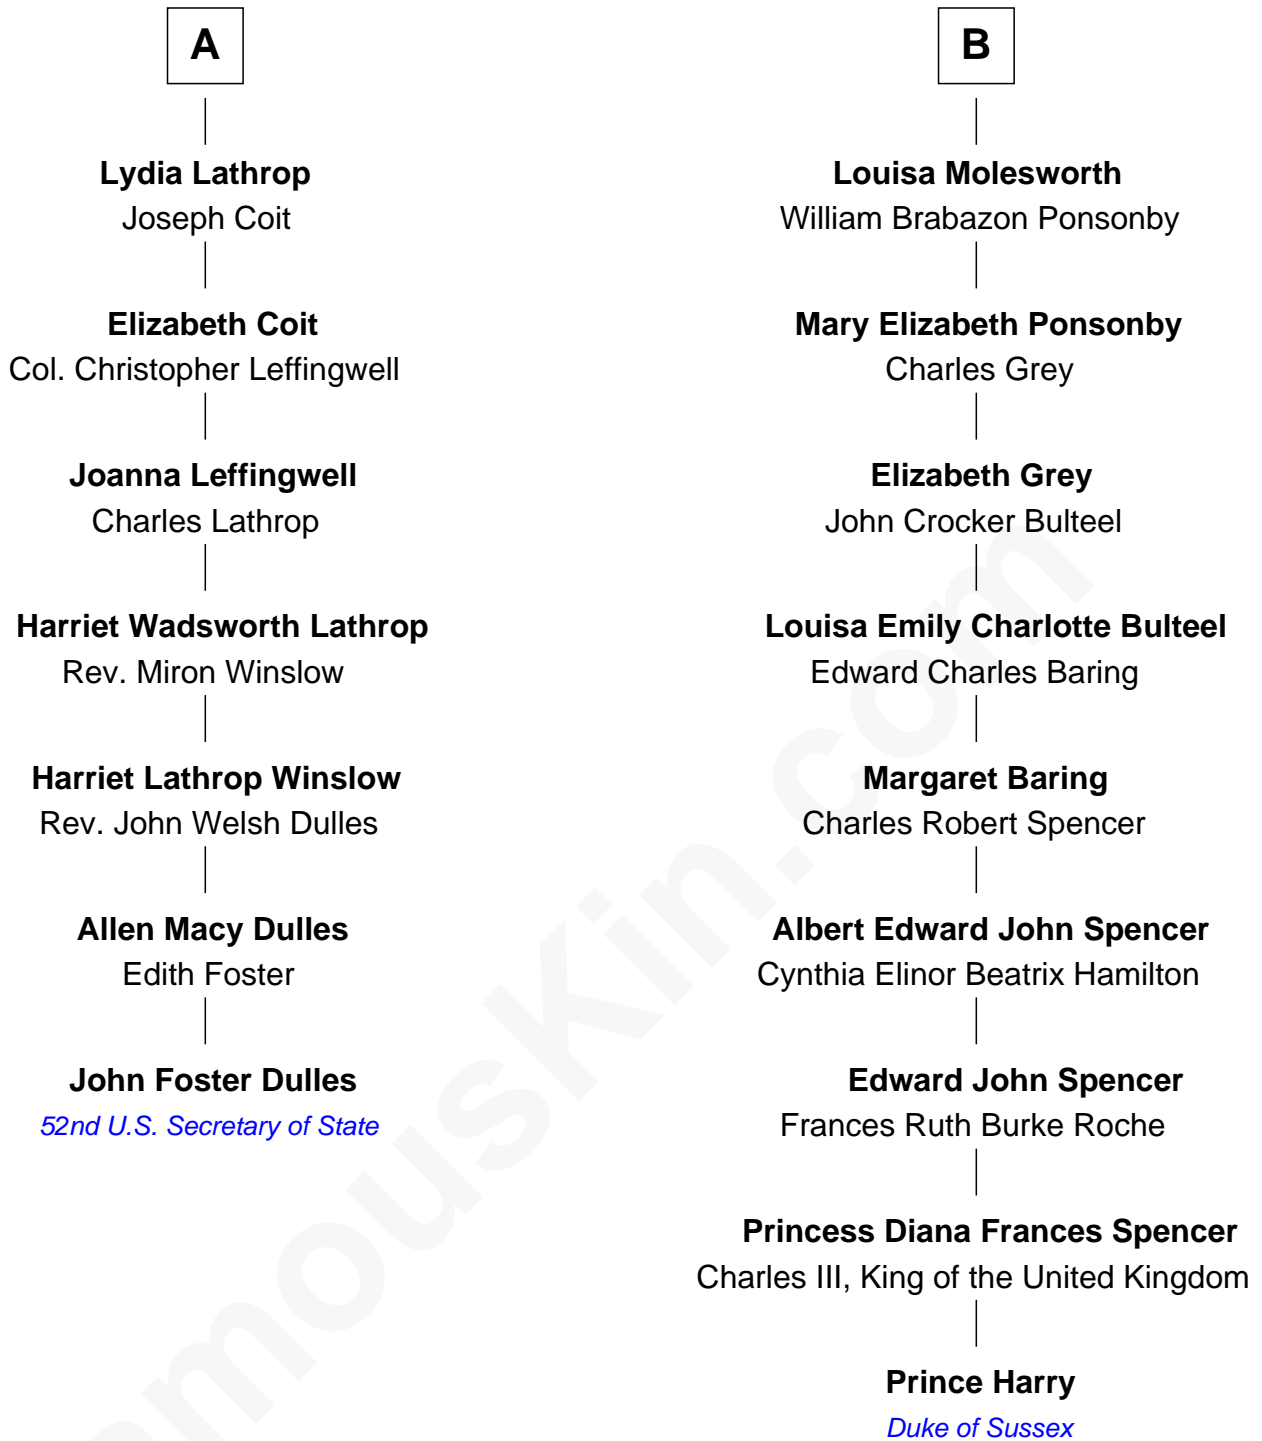 A
Lydia Lathrop
Joseph Coit
Elizabeth Coit
Col. Christopher Leffingwell
Joanna Leffingwell
Charles Lathrop
Harriet Wadsworth Lathrop
Rev. Miron Winslow
Harriet Lathrop Winslow
Rev. John Welsh Dulles
Allen Macy Dulles
Edith Foster
John Foster Dulles
52nd U.S. Secretary of State
B
Louisa Molesworth
William Brabazon Ponsonby
Mary Elizabeth Ponsonby
Charles Grey
Elizabeth Grey
John Crocker Bulteel
Louisa Emily Charlotte Bulteel
Edward Charles Baring
Margaret Baring
Charles Robert Spencer
Albert Edward John Spencer
Cynthia Elinor Beatrix Hamilton
Edward John Spencer
Frances Ruth Burke Roche
Princess Diana Frances Spencer
Charles III, King of the United Kingdom
Prince Harry
Duke of Sussex
amousKin.com